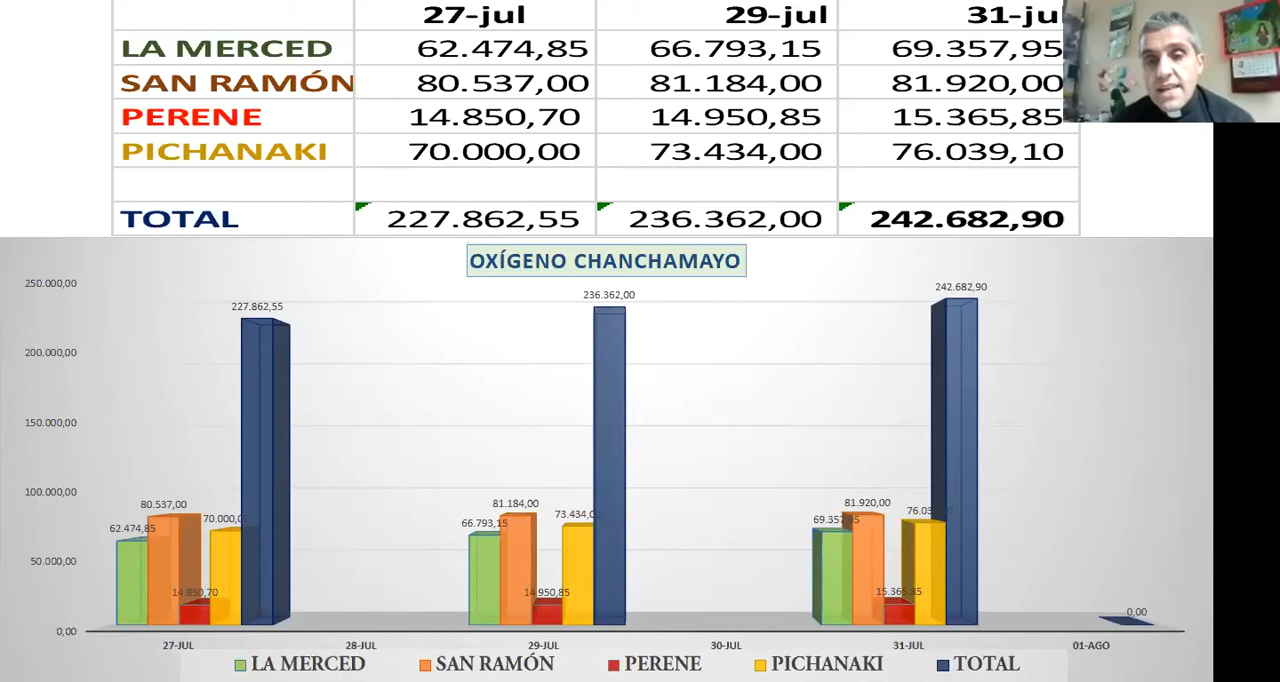 27-jul 29-jul 31-jul
LA MERCED 62.474,85 66.793,15 69.357,95
SAN RAMÓN 80.537,00 81.184,00 81.920,00
PERENE 14.850,70 14.950,85 15.365,85
PICHANAKI 70.000,00 73.434,00 76.039,10
TOTAL 227.862,55 236.362,00 242.682,90
OXÍGENO CHANCHAMAYO
250.000,00
200.000,00
150.000,00
100.000,00
50.000,00
0,00
62.474,85 80.537,00 14.850,70 70.000,00 227.862,55
66.793,15 81.184,00 14.950,85 73.434,00 236.362,00
69.357,95 81.920,00 15.365,85 76.039,10 242.682,90
0,00
27-JUL 28-JUL 29-JUL 30-JUL 31-JUL 01-AGO
LA MERCED SAN RAMÓN PERENE PICHANAKI TOTAL